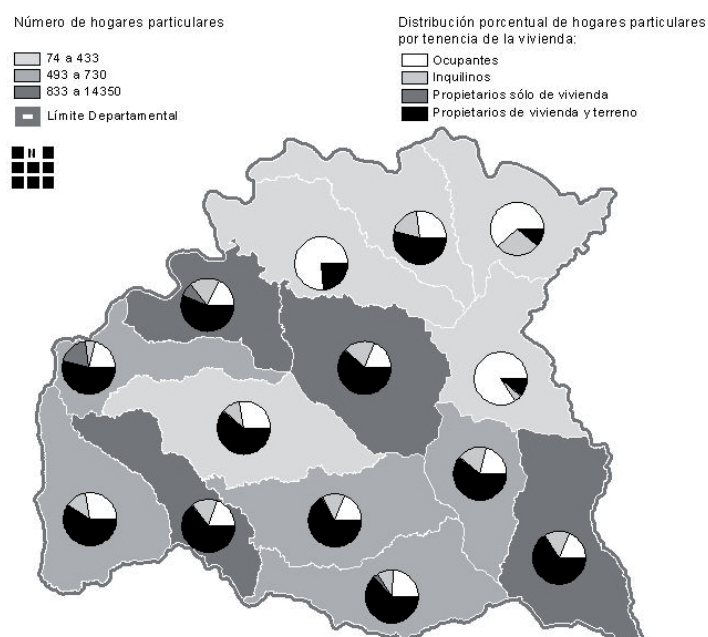 Número de hogares particulares
74 a 433
493 a 730
833 a 14350
Límite Departamental
N
Distribución porcentual de hogares particulares
por tenencia de la vivienda:
Ocupantes
Inquilinos
Propietarios sólo de vivienda
Propietarios de vivienda y terreno